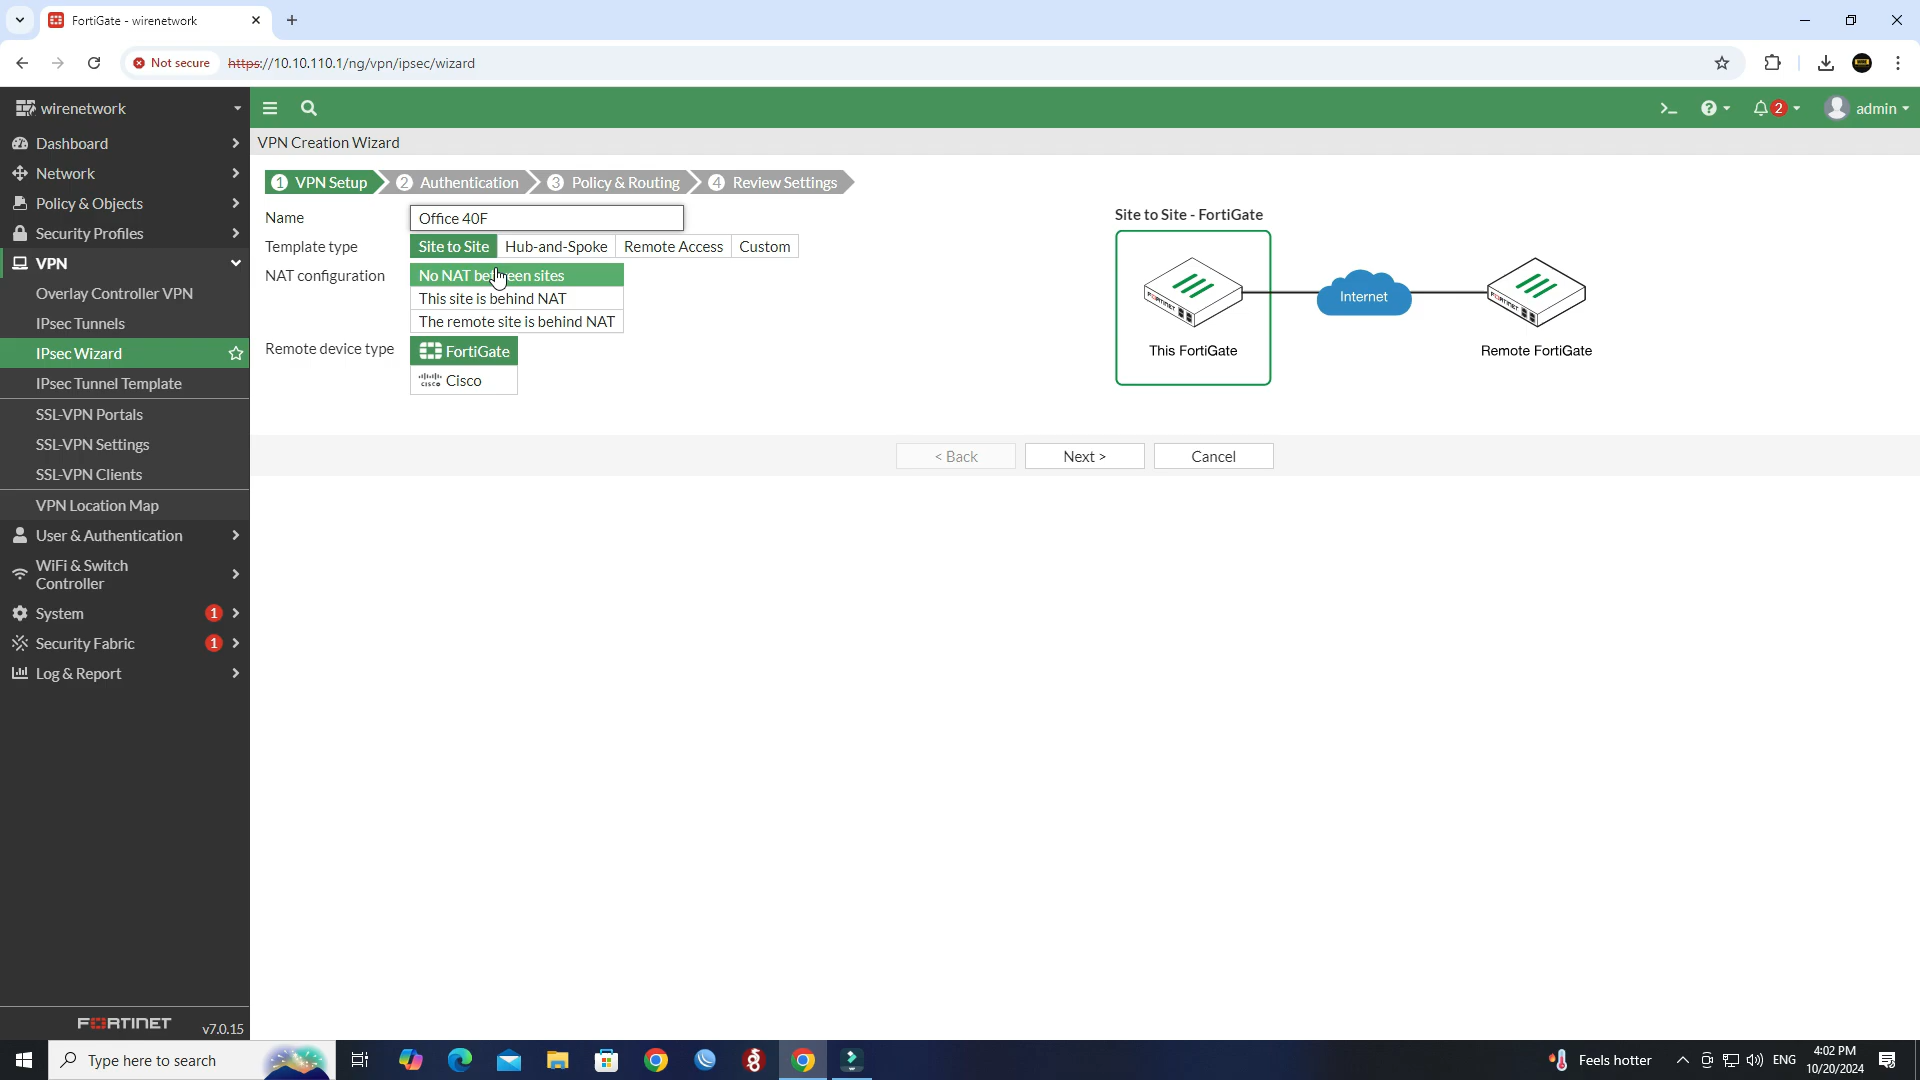 FortiGate - wirenetwork
Not secure
https://10.10.110.1/ng/vpn/ipsec/wizard
wirenetwork
2
admin
Dashboard
Network
Policy & Objects
Security Profiles
VPN
Overlay Controller VPN
IPsec Tunnels
IPsec Wizard
IPsec Tunnel Template
SSL-VPN Portals
SSL-VPN Settings
SSL-VPN Clients
VPN Location Map
User & Authentication
WiFi & Switch
Controller
System 1
Security Fabric 1
Log & Report
FORTINET v7.0.15
VPN Creation Wizard
1 VPN Setup 2 Authentication 3 Policy & Routing 4 Review Settings
Name Office 40F
Template type Site to Site Hub-and-Spoke Remote Access Custom
NAT configuration No NAT between sites
This site is behind NAT
The remote site is behind NAT
Remote device type FortiGate
CISCO Cisco
Site to Site - FortiGate
FORTINET
Internet
FORTINET
This FortiGate
Remote FortiGate
< Back Next > Cancel
Type here to search
Feels hotter
ENG
4:02 PM
10/20/2024